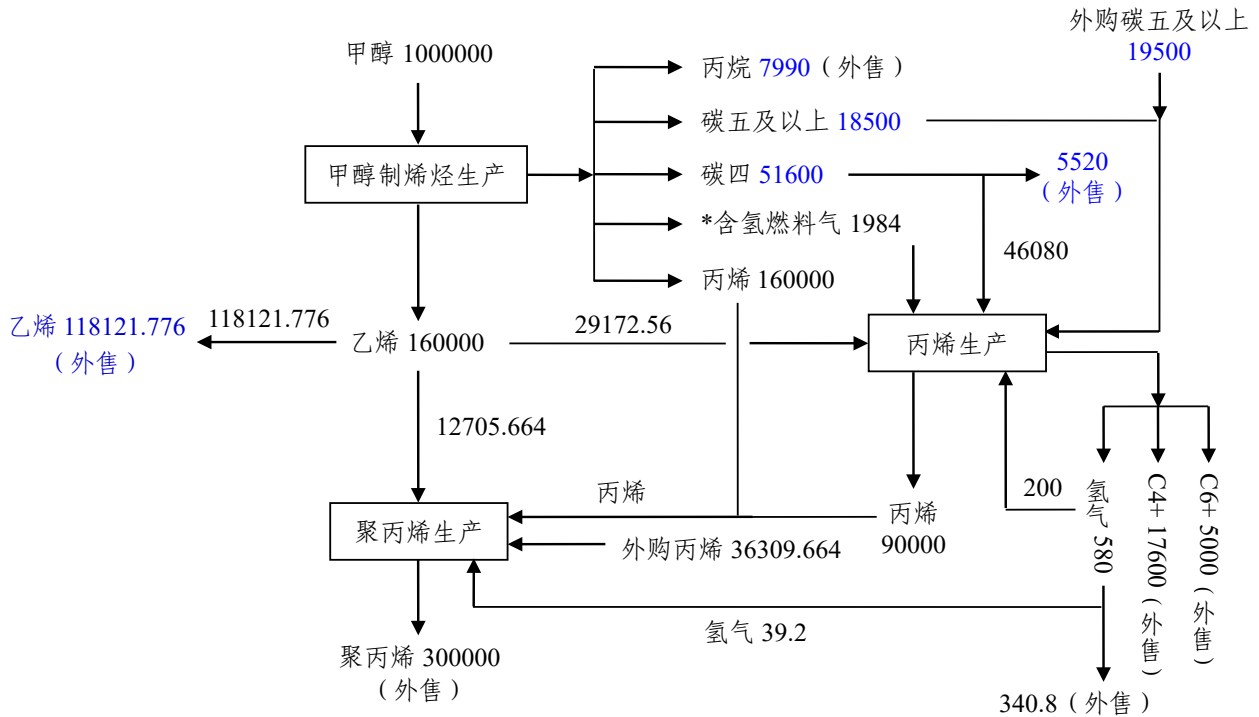 外购碳五及以上
19500
甲醇 1000000
丙烷 7990（外售）
碳五及以上 18500
甲醇制烯烃生产
碳四 51600
5520
（外售）
*含氢燃料气 1984
46080
丙烯 160000
乙烯 118121.776
（外售）
118121.776
乙烯 160000
29172.56
丙烯生产
12705.664
丙烯
200
氢气 580
C4+ 17600（外售）
C6+ 5000（外售）
聚丙烯生产
丙烯
90000
外购丙烯 36309.664
氢气 39.2
聚丙烯 300000
（外售）
340.8（外售）